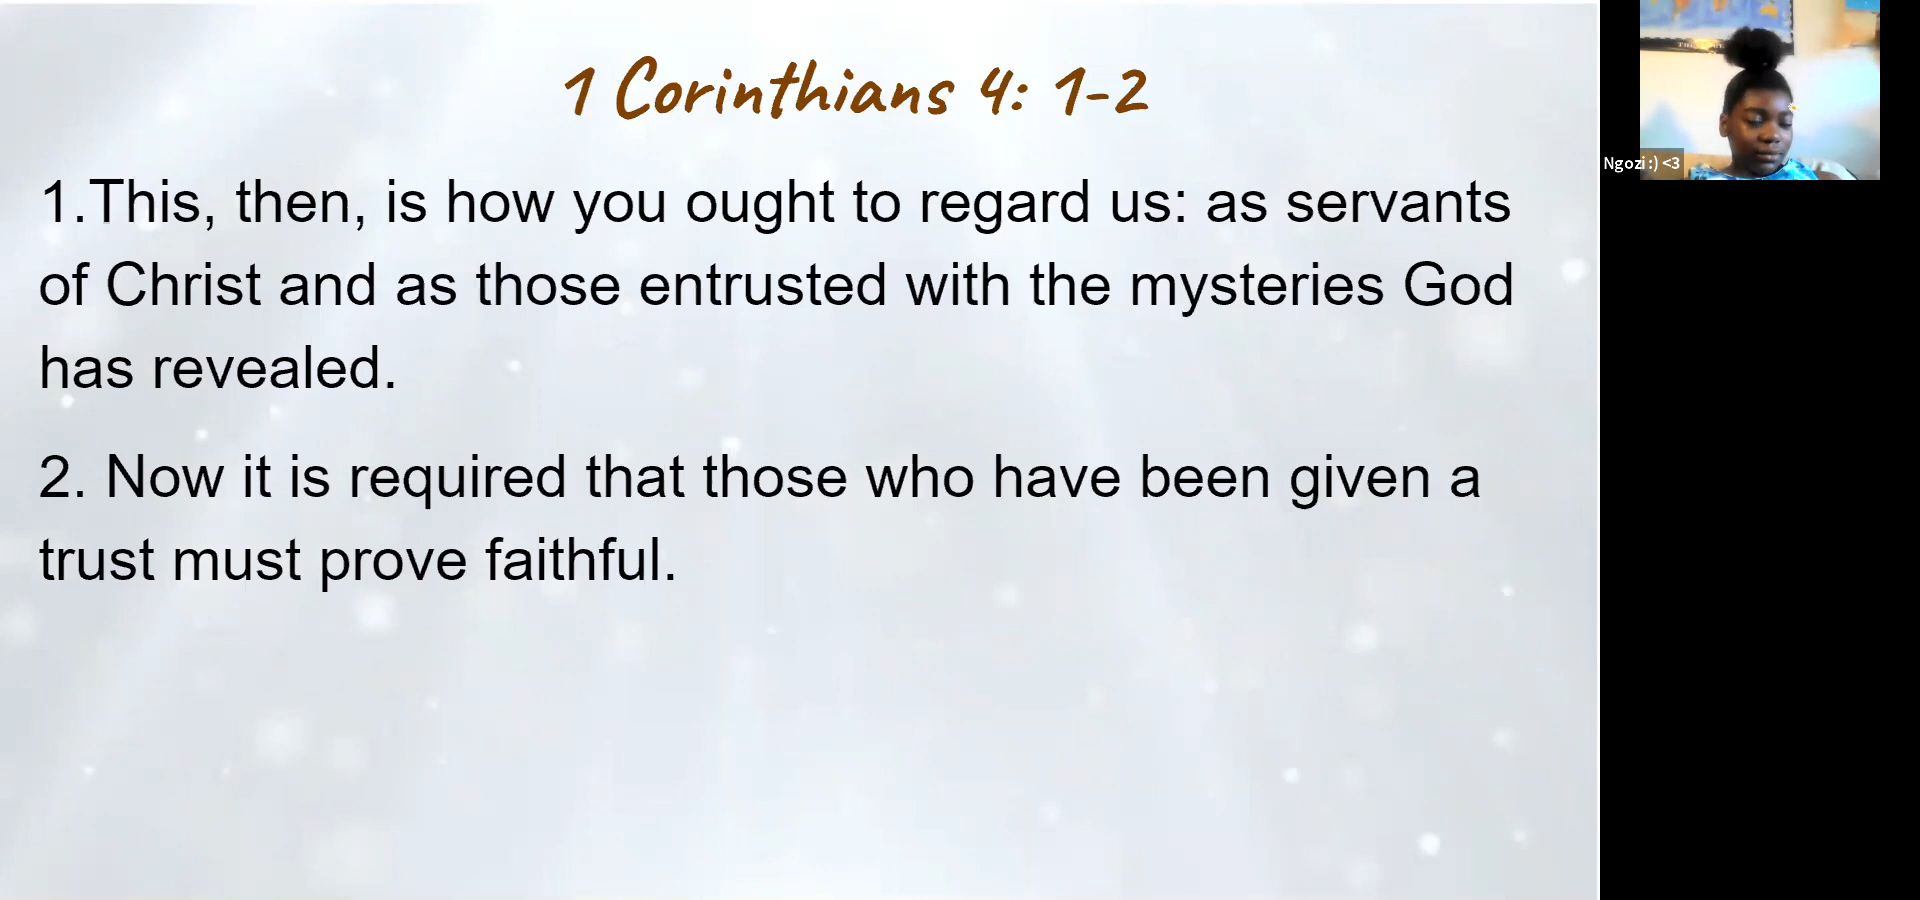 1 Corinthians 4: 1-2
1.This, then, is how you ought to regard us: as servants
of Christ and as those entrusted with the mysteries God
has revealed.
2. Now it is required that those who have been given a
trust must prove faithful.
Ngozi :) <3